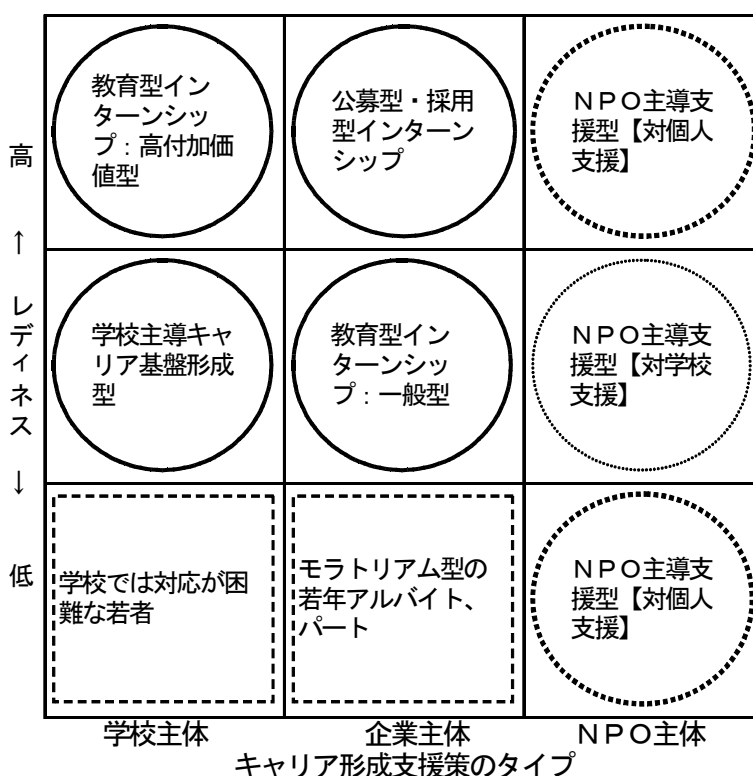 教育型イン
ターンシッ
プ：高付加価
値型
公募型・採用
型インターン
シップ
ＮＰＯ主導支
援型【対個人
支援】
高
↑
レディネス
↓
低
学校主導キャ
リア基盤形成
型
教育型イン
ターンシッ
プ：一般型
ＮＰＯ主導支
援型【対学校
支援】
学校では対応が困
難な若者
モラトリアム型の
若年アルバイト、
パート
ＮＰＯ主導支
援型【対個人
支援】
学校主体
企業主体
ＮＰＯ主体
キャリア形成支援策のタイプ